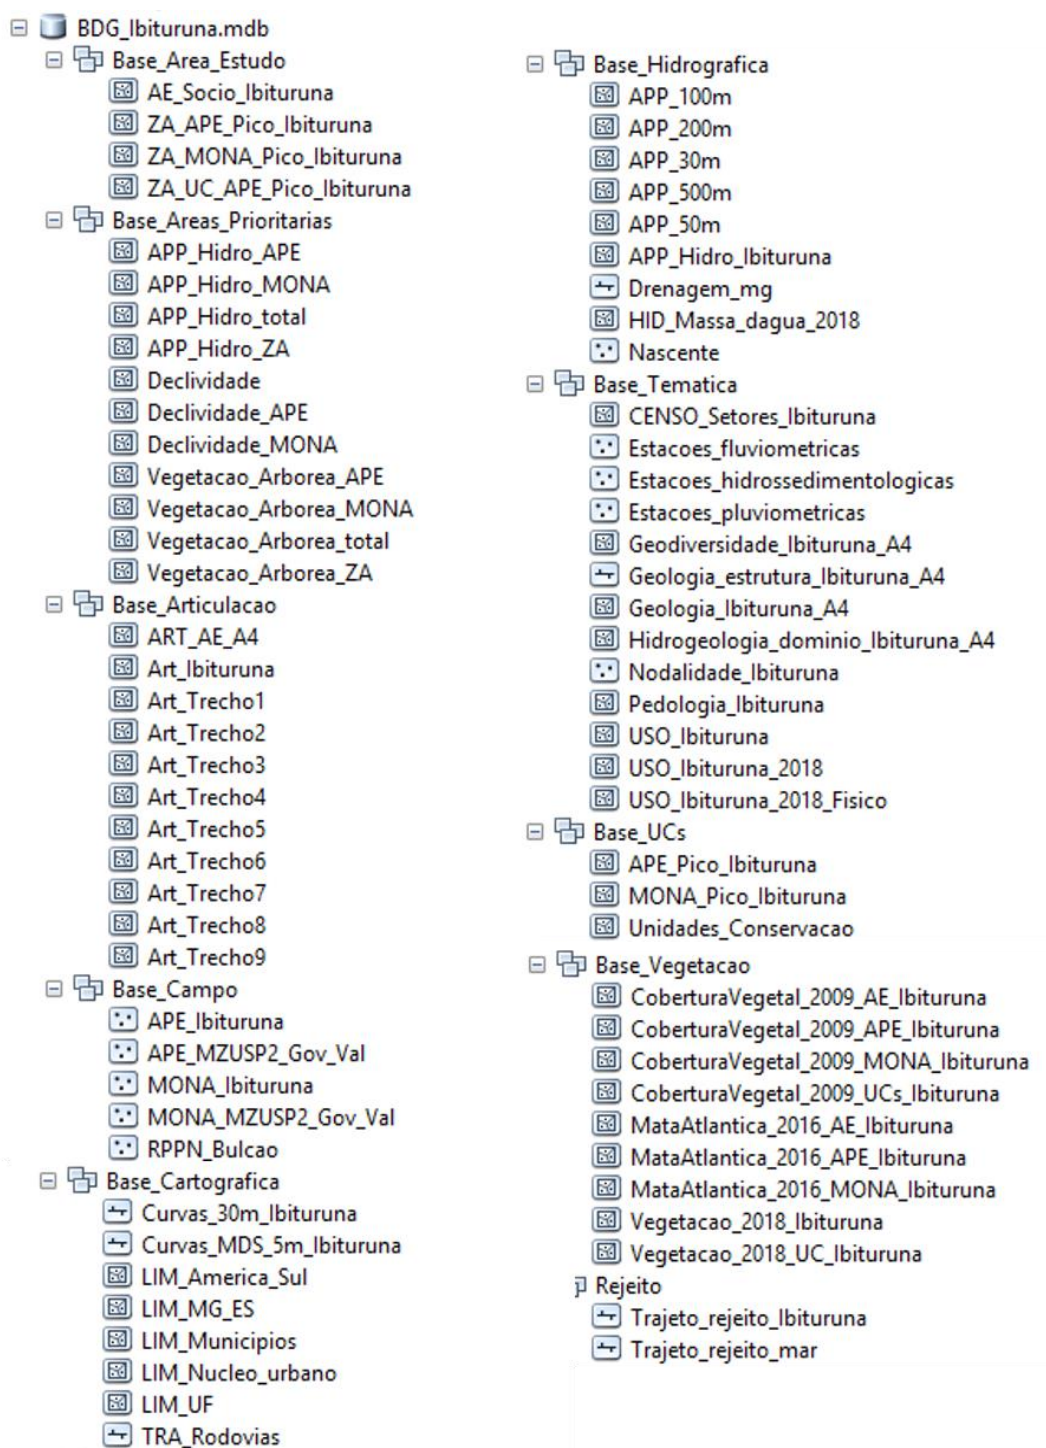 BDG_Ibituruna.mdb
Base_Area_Estudo
AE_Socio_Ibituruna
ZA_APE_Pico_Ibituruna
ZA_MONA_Pico_Ibituruna
ZA_UC_APE_Pico_Ibituruna
Base_Areas_Prioritarias
APP_Hidro_APE
APP_Hidro_MONA
APP_Hidro_total
APP_Hidro_ZA
Declividade
Declividade_APE
Declividade_MONA
Vegetacao_Arborea_APE
Vegetacao_Arborea_MONA
Vegetacao_Arborea_total
Vegetacao_Arborea_ZA
Base_Articulacao
ART_AE_A4
Art_Ibituruna
Art_Trecho1
Art_Trecho2
Art_Trecho3
Art_Trecho4
Art_Trecho5
Art_Trecho6
Art_Trecho7
Art_Trecho8
Art_Trecho9
Base_Campo
APE_Ibituruna
APE_MZUSP2_Gov_Val
MONA_Ibituruna
MONA_MZUSP2_Gov_Val
RPPN_Bulcao
Base_Cartografica
Curvas_30m_Ibituruna
Curvas_MDS_5m_Ibituruna
LIM_America_Sul
LIM_MG_ES
LIM_Municipios
LIM_Nucleo_urbano
LIM_UF
TRA_Rodovias
Base_Hidrografica
APP_100m
APP_200m
APP_30m
APP_500m
APP_50m
APP_Hidro_Ibituruna
Drenagem_mg
HID_Massa_dagua_2018
Nascente
Base_Tematica
CENSO_Setores_Ibituruna
Estacoes_fluviometricas
Estacoes_hidrossedimentologicas
Estacoes_pluviometricas
Geodiversidade_Ibituruna_A4
Geologia_estrutura_Ibituruna_A4
Geologia_Ibituruna_A4
Hidrogeologia_dominio_Ibituruna_A4
Nodalidade_Ibituruna
Pedologia_Ibituruna
USO_Ibituruna
USO_Ibituruna_2018
USO_Ibituruna_2018_Fisico
Base_UCs
APE_Pico_Ibituruna
MONA_Pico_Ibituruna
Unidades_Conservacao
Base_Vegetacao
CoberturaVegetal_2009_AE_Ibituruna
CoberturaVegetal_2009_APE_Ibituruna
CoberturaVegetal_2009_MONA_Ibituruna
CoberturaVegetal_2009_UCs_Ibituruna
MataAtlantica_2016_AE_Ibituruna
MataAtlantica_2016_APE_Ibituruna
MataAtlantica_2016_MONA_Ibituruna
Vegetacao_2018_Ibituruna
Vegetacao_2018_UC_Ibituruna
Rejeito
Trajeto_rejeito_Ibituruna
Trajeto_rejeito_mar